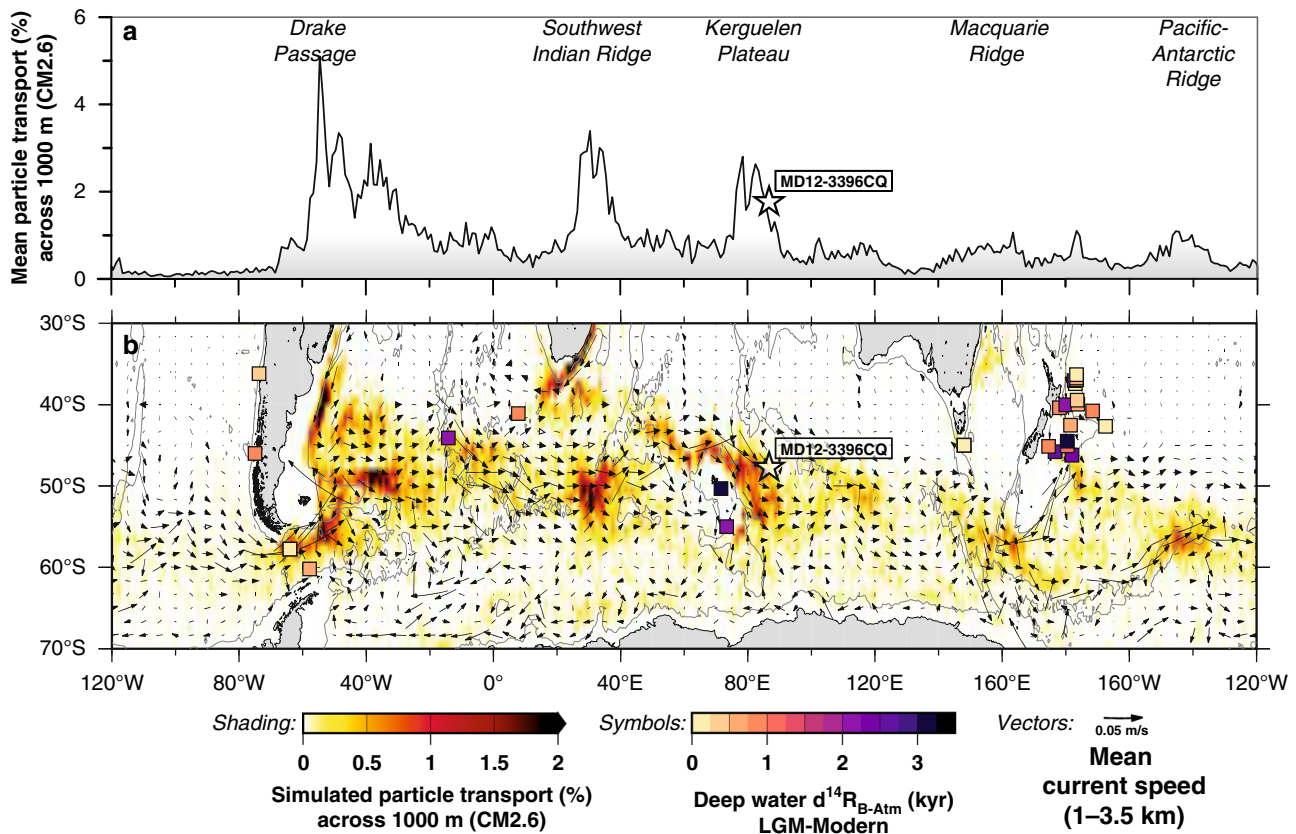 Mean particle transport (%)
across 1000 m (CM2.6)
6
4
2
0
a
Drake
Passage
Southwest
Indian Ridge
Kerguelen
Plateau
Macquarie
Ridge
Pacific-
Antarctic
Ridge
MD12-3396CQ
b
30°S
40°S
50°S
60°S
70°S
MD12-3396CQ
120°W 80°W 40°W 0 40°E 80°E 120°E 160°E 160°W 120°W
Shading:
0 0.5 1 1.5 2
Simulated particle transport (%)
across 1000 m (CM2.6)
Symbols:
0 1 2 3
Deep water d¹⁴R_B-Atm (kyr)
LGM-Modern
Vectors:
0.05 m/s
Mean
current speed
(1–3.5 km)